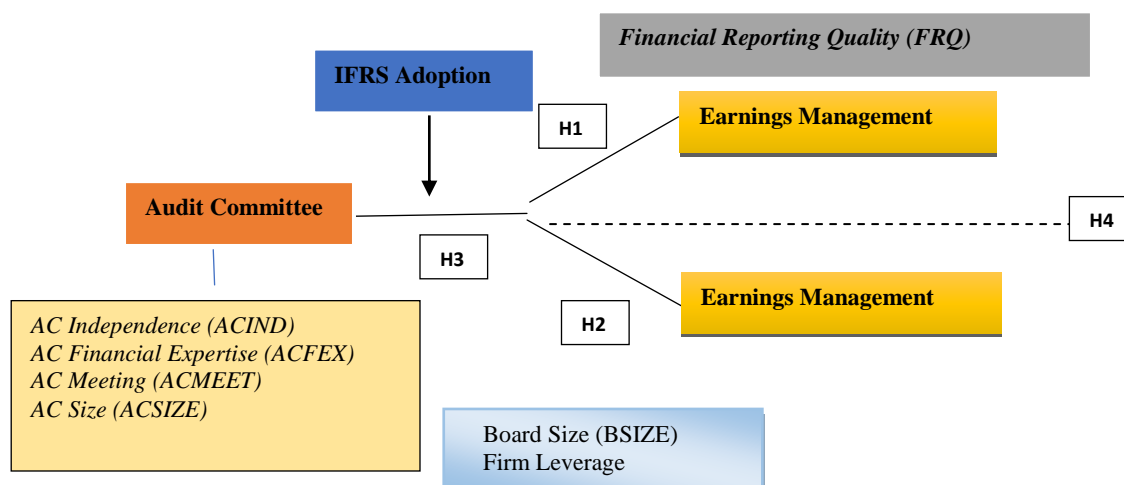 Financial Reporting Quality (FRQ)
IFRS Adoption
H1
Earnings Management
Audit Committee
H4
H3
Earnings Management
H2
AC Independence (ACIND)
AC Financial Expertise (ACFEX)
AC Meeting (ACMEET)
AC Size (ACSIZE)
Board Size (BSIZE)
Firm Leverage